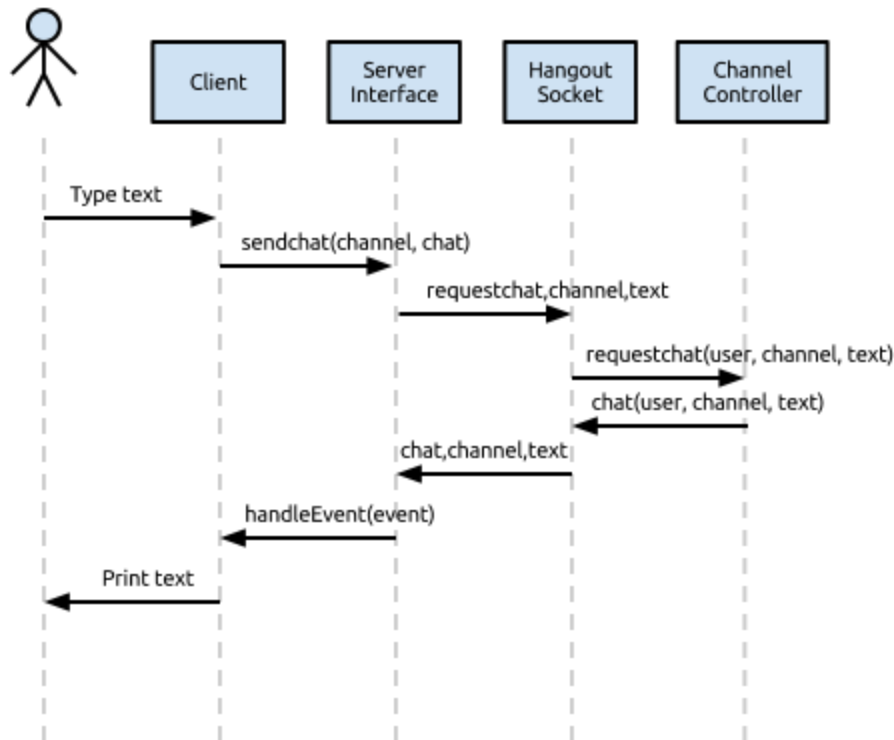 Client
Server
Interface
Hangout
Socket
Channel
Controller
Type text
sendchat(channel, chat)
requestchat,channel,text
requestchat(user, channel, text)
chat(user, channel, text)
chat,channel,text
handleEvent(event)
Print text